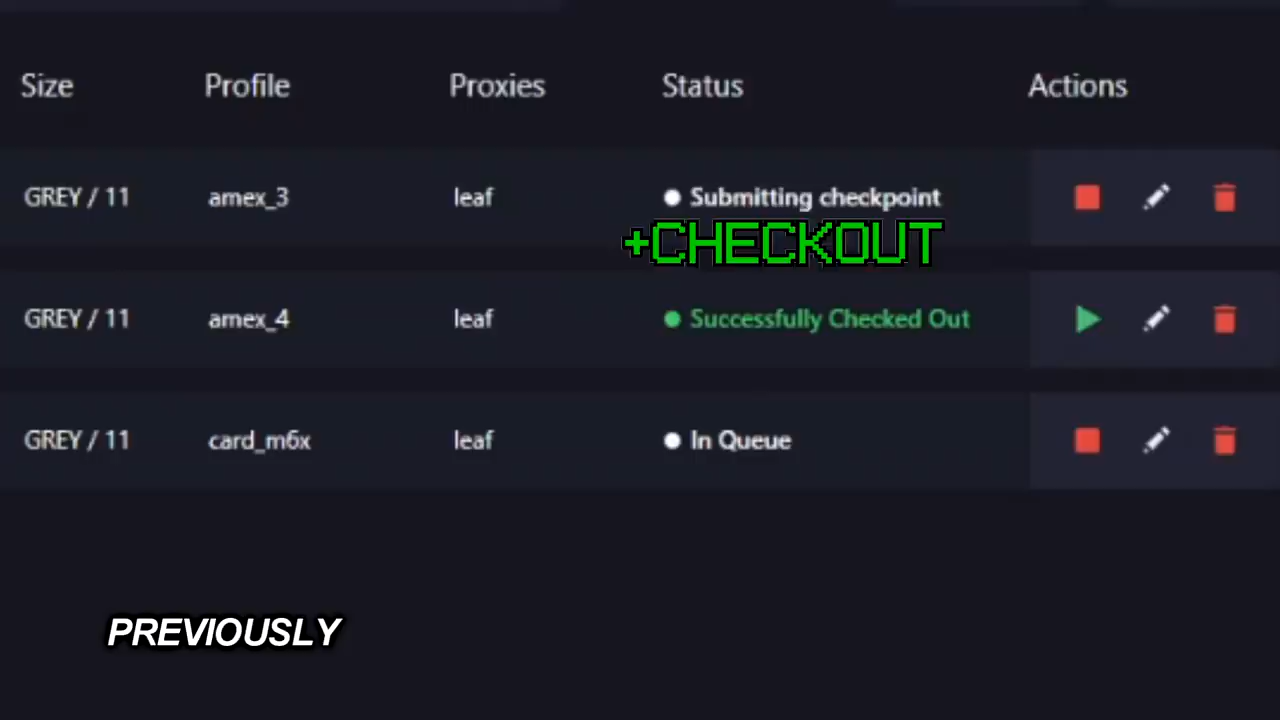 Size Profile Proxies Status Actions
GREY / 11 amex_3 leaf Submitting checkpoint
+CHECKOUT
GREY / 11 amex_4 leaf Successfully Checked Out
GREY / 11 card_m6x leaf In Queue
PREVIOUSLY